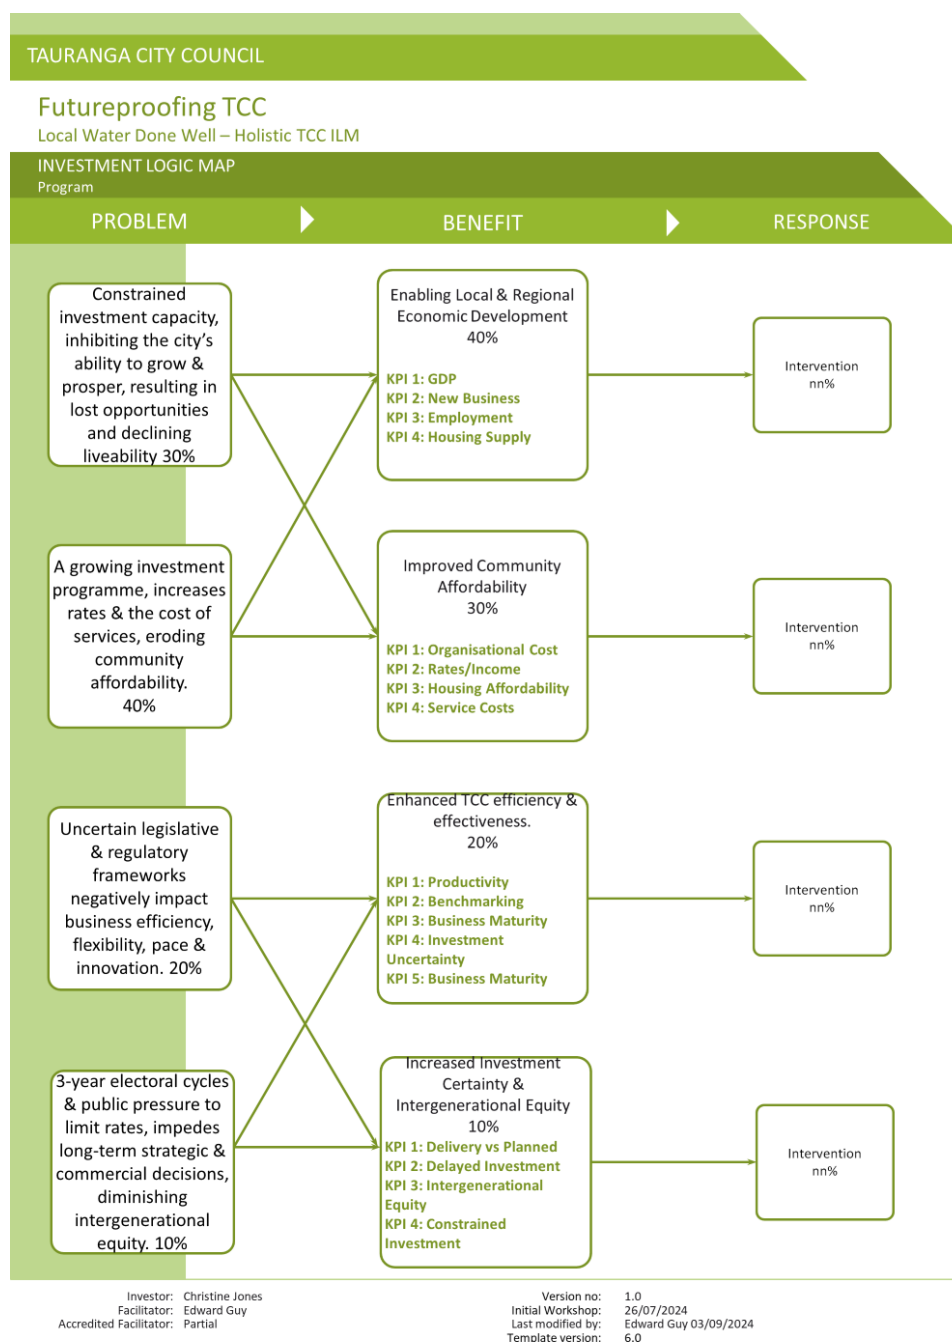 TAURANGA CITY COUNCIL
Futureproofing TCC
Local Water Done Well – Holistic TCC ILM
INVESTMENT LOGIC MAP
Program
PROBLEM
BENEFIT
RESPONSE
Constrained
investment capacity,
inhibiting the city's
ability to grow &
prosper, resulting in
lost opportunities
and declining
liveability 30%
Enabling Local & Regional
Economic Development
40%
KPI 1: GDP
KPI 2: New Business
KPI 3: Employment
KPI 4: Housing Supply
Intervention
nn%
A growing investment
programme, increases
rates & the cost of
services, eroding
community
affordability.
40%
Improved Community
Affordability
30%
KPI 1: Organisational Cost
KPI 2: Rates/Income
KPI 3: Housing Affordability
KPI 4: Service Costs
Intervention
nn%
Uncertain legislative
& regulatory
frameworks
negatively impact
business efficiency,
flexibility, pace &
innovation. 20%
Enhanced TCC efficiency &
effectiveness.
20%
KPI 1: Productivity
KPI 2: Benchmarking
KPI 3: Business Maturity
KPI 4: Investment
Uncertainty
KPI 5: Business Maturity
Intervention
nn%
3-year electoral cycles
& public pressure to
limit rates, impedes
long-term strategic &
commercial decisions,
diminishing
intergenerational
equity. 10%
Increased Investment
Certainty &
Intergenerational Equity
10%
KPI 1: Delivery vs Planned
KPI 2: Delayed Investment
KPI 3: Intergenerational
Equity
KPI 4: Constrained
Investment
Intervention
nn%
Investor: Christine Jones
Facilitator: Edward Guy
Accredited Facilitator: Partial
Version no: 1.0
Initial Workshop: 26/07/2024
Last modified by: Edward Guy 03/09/2024
Template version: 6.0